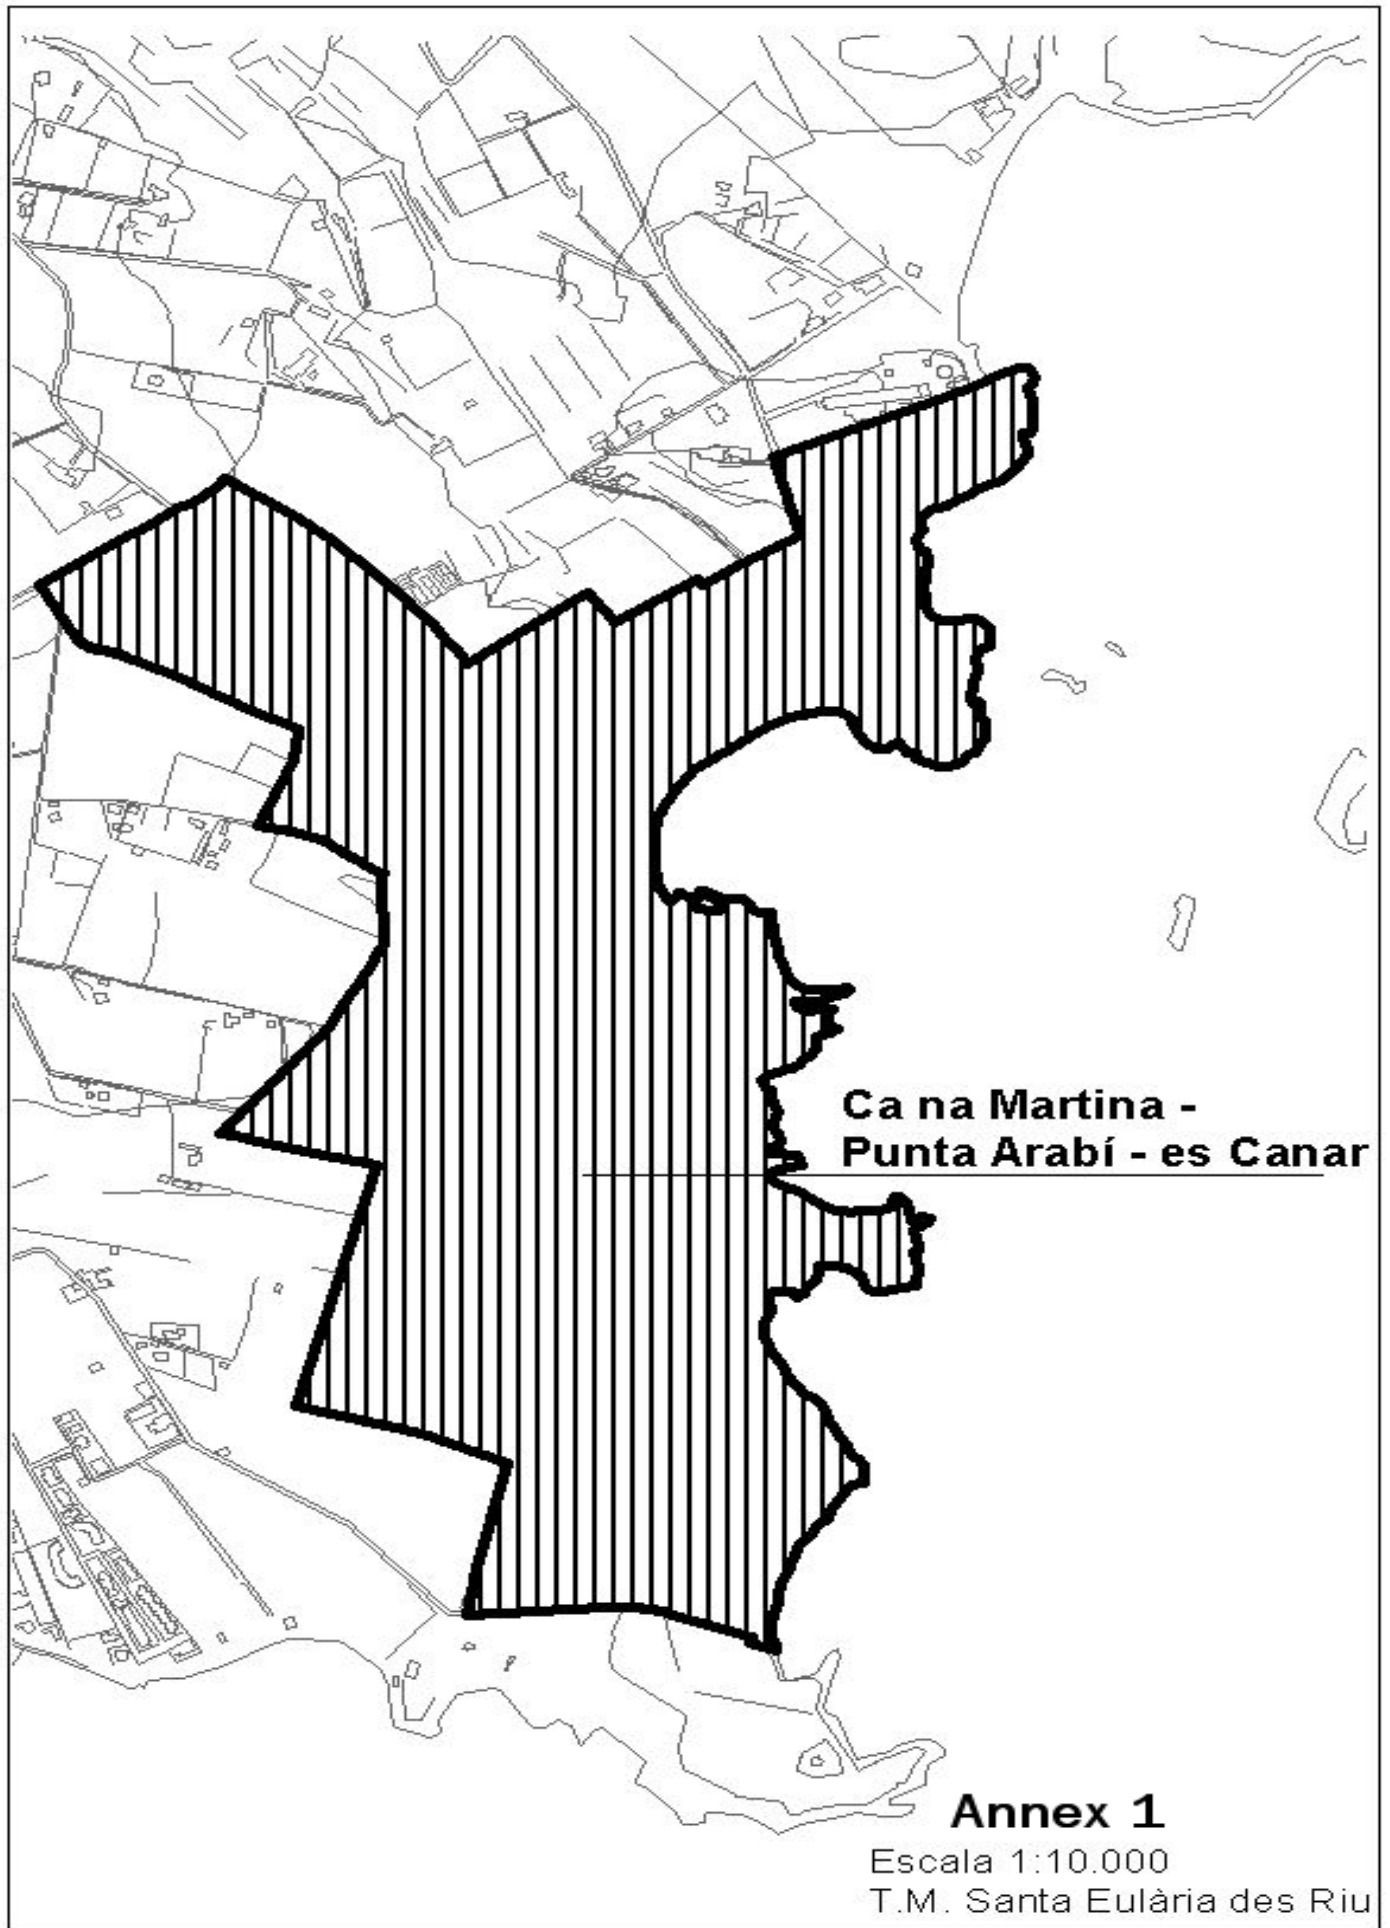 Ca na Martina -
Punta Arabí - es Canar
Annex 1
Escala 1:10.000
T.M. Santa Eulària des Riu